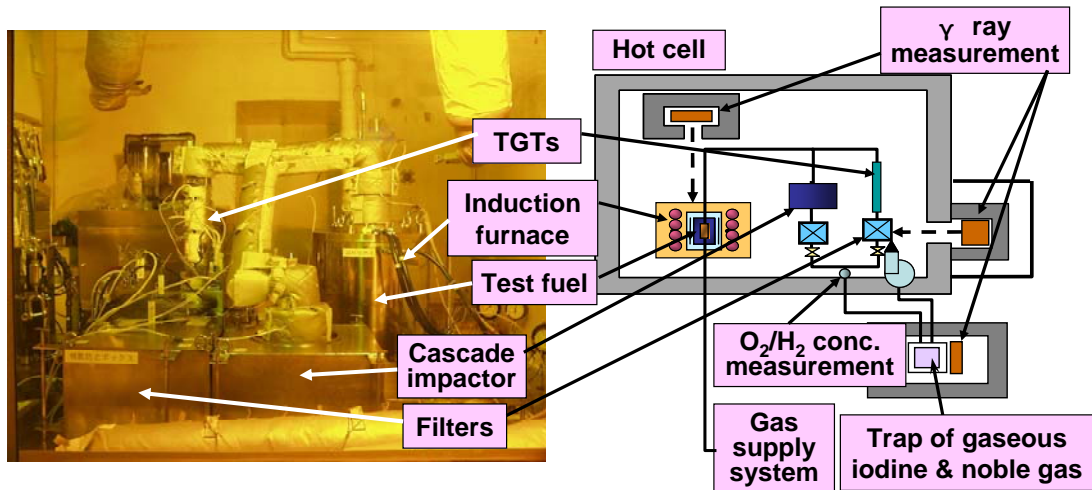 Hot cell
γ ray
measurement
TGTs
Induction
furnace
Test fuel
Cascade
impactor
Filters
O₂/H₂ conc.
measurement
Gas
supply
system
Trap of gaseous
iodine & noble gas